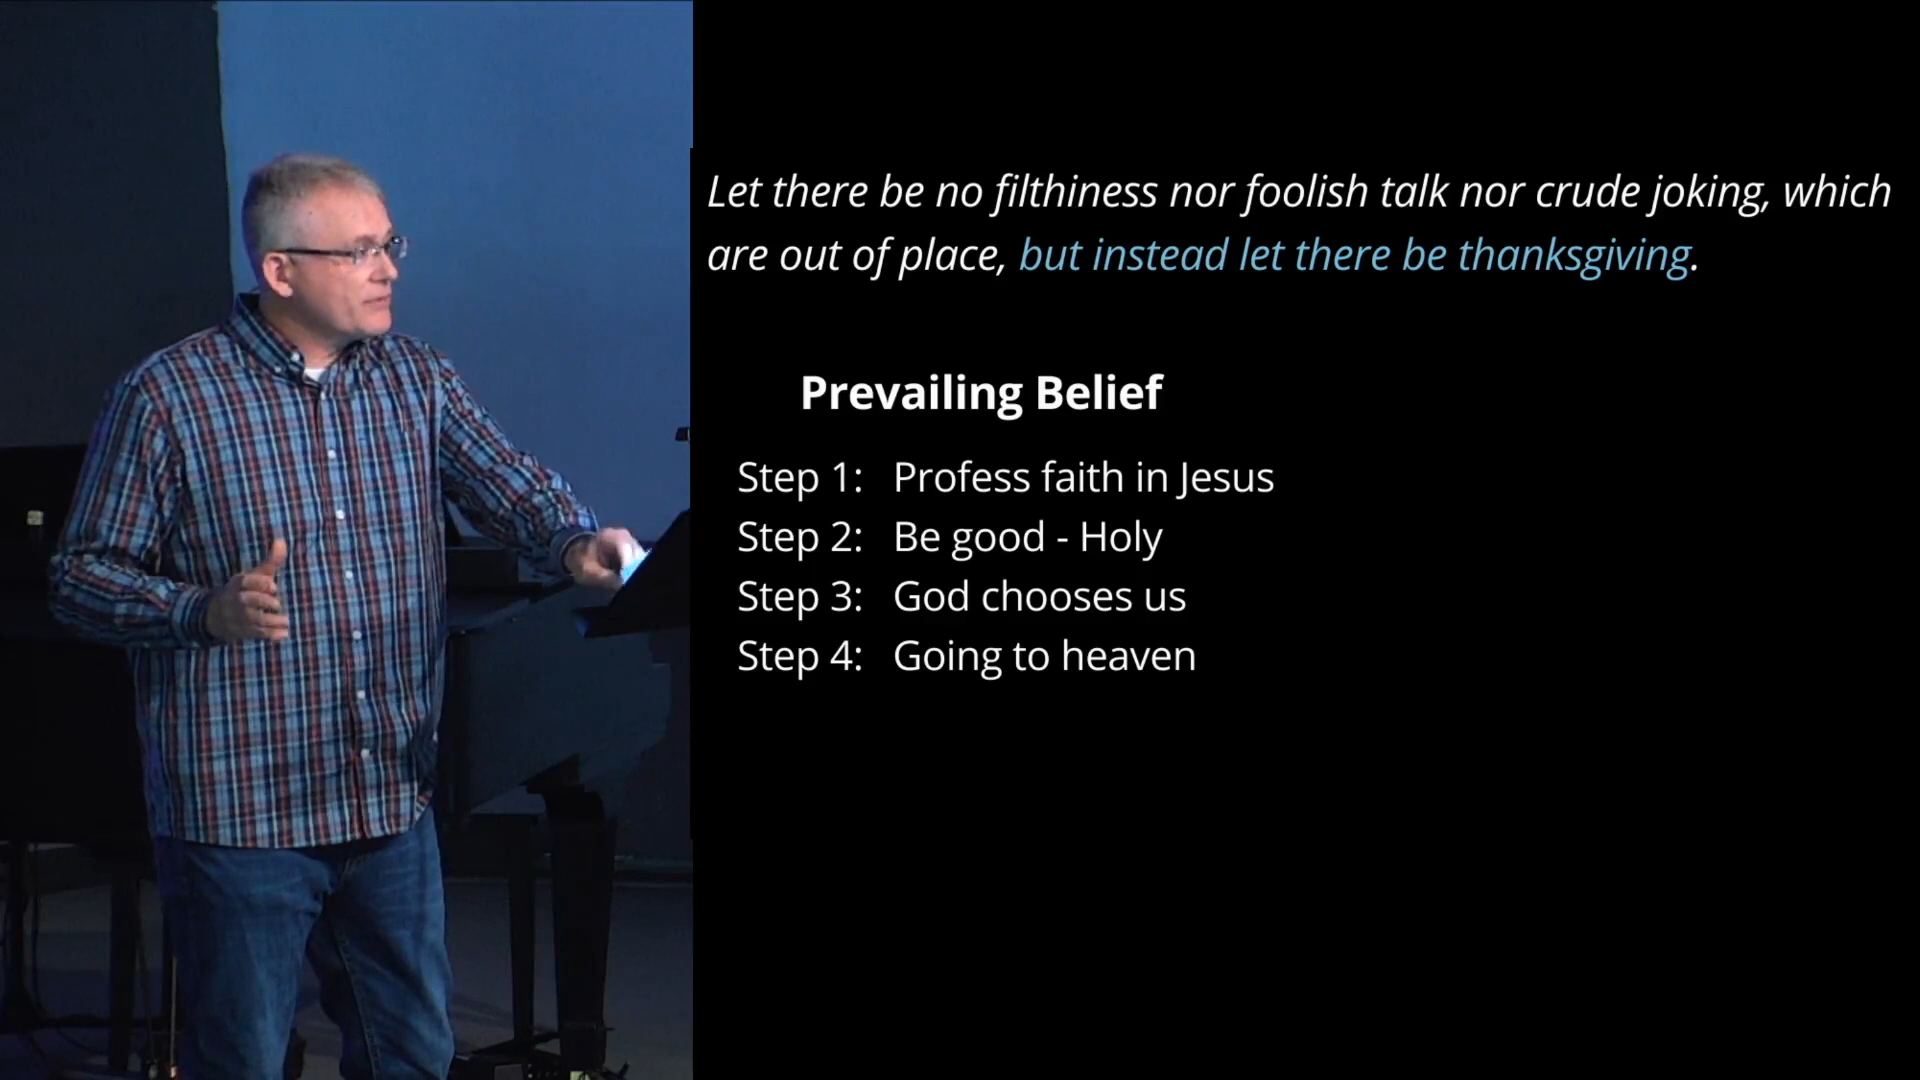 Let there be no filthiness nor foolish talk nor crude joking, which
are out of place, but instead let there be thanksgiving.
Prevailing Belief
Step 1: Profess faith in Jesus
Step 2: Be good - Holy
Step 3: God chooses us
Step 4: Going to heaven